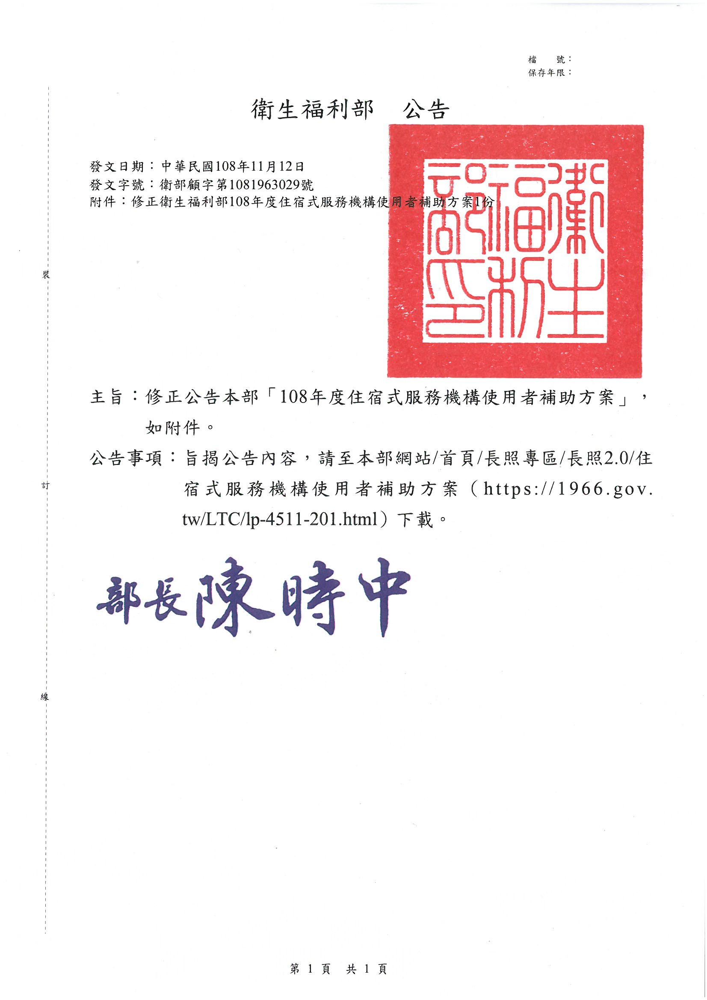 檔　　號：
保存年限：
衛生福利部　公告
發文日期：中華民國108年11月12日
發文字號：衛部顧字第1081963029號
附件：修正衛生福利部108年度住宿式服務機構使用者補助方案1份
衛生福利部印
主旨：修正公告本部「108年度住宿式服務機構使用者補助方案」，
如附件。
公告事項：旨揭公告內容，請至本部網站/首頁/長照專區/長照2.0/住
宿式服務機構使用者補助方案（https://1966.gov.
tw/LTC/lp-4511-201.html）下載。
部長陳時中
裝
訂
線
第 1 頁　共 1 頁